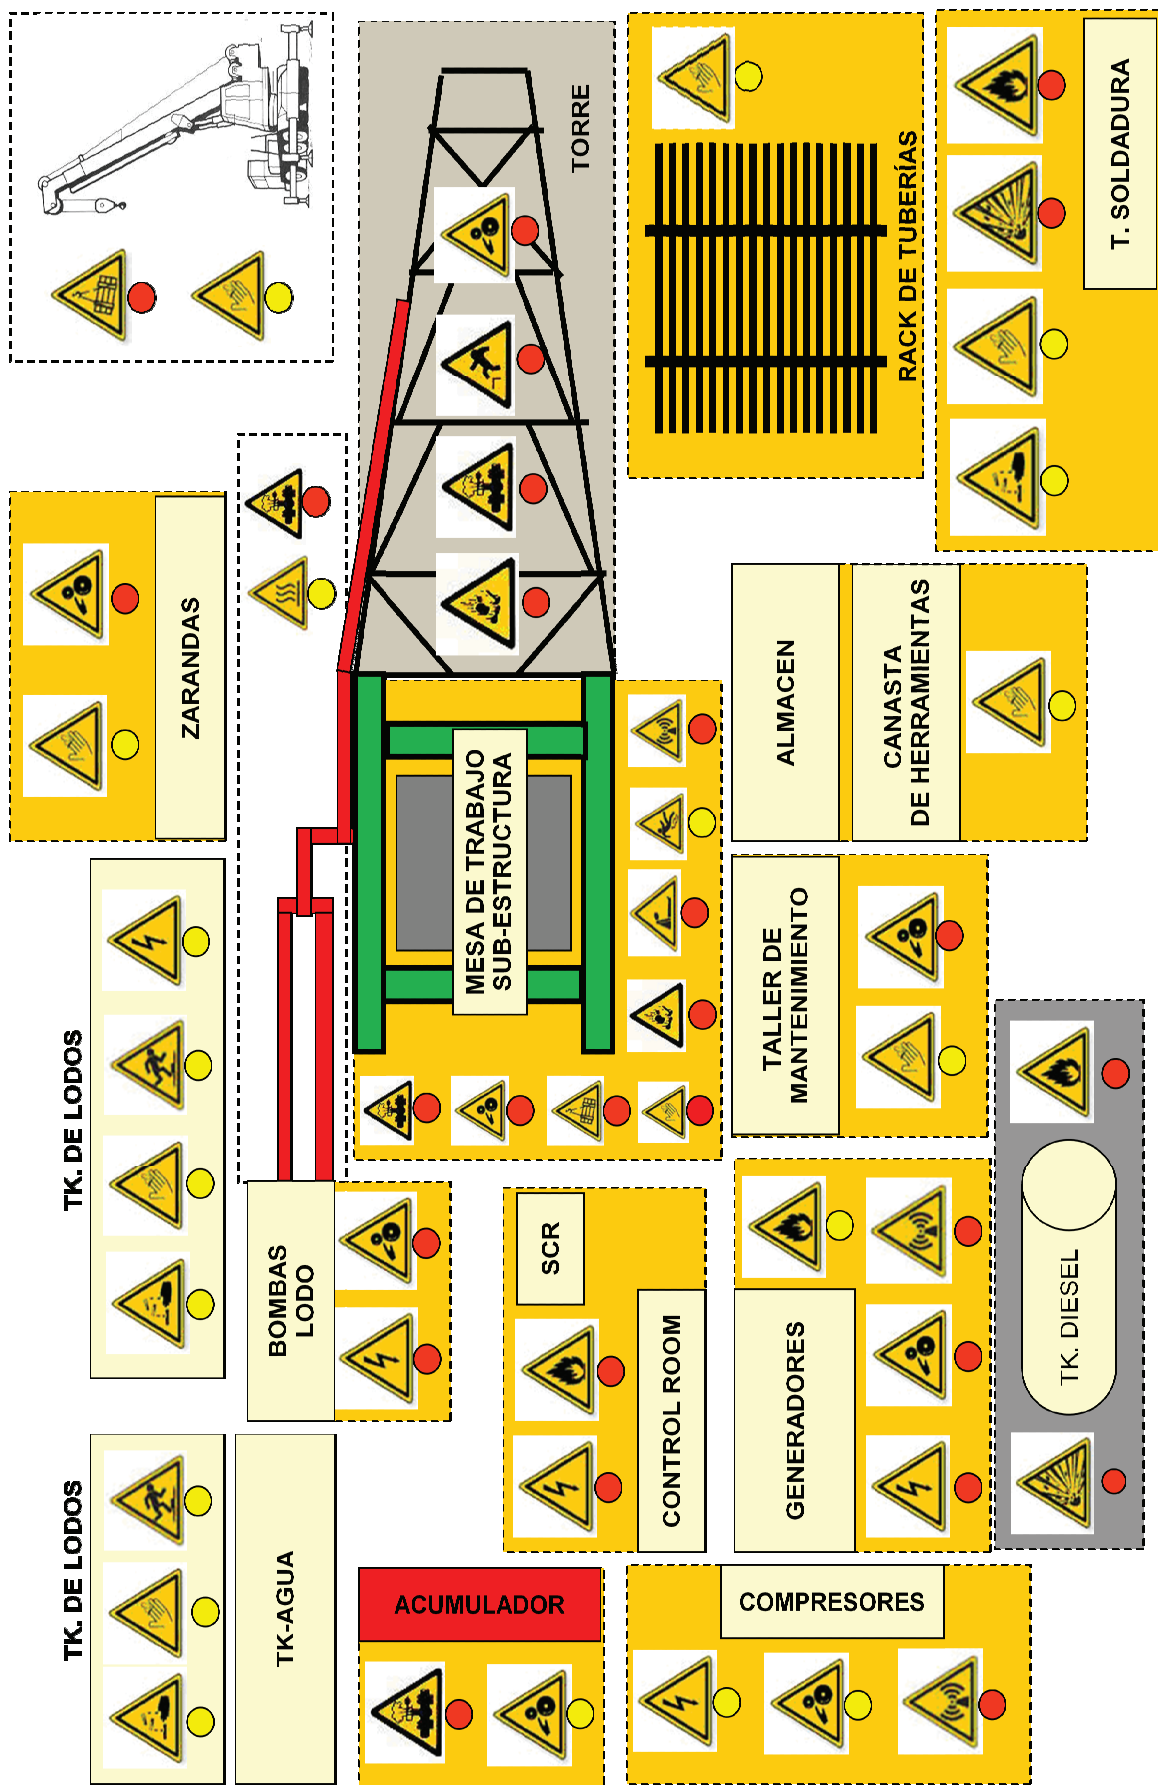 TK. DE LODOS
TK. DE LODOS
ZARANDAS
TK-AGUA
BOMBAS
LODO
TORRE
ACUMULADOR
SCR
CONTROL ROOM
MESA DE TRABAJO
SUB-ESTRUCTURA
RACK DE TUBERÍAS
COMPRESORES
GENERADORES
TALLER DE
MANTENIMIENTO
ALMACEN
CANASTA
DE HERRAMIENTAS
T. SOLDADURA
TK. DIESEL